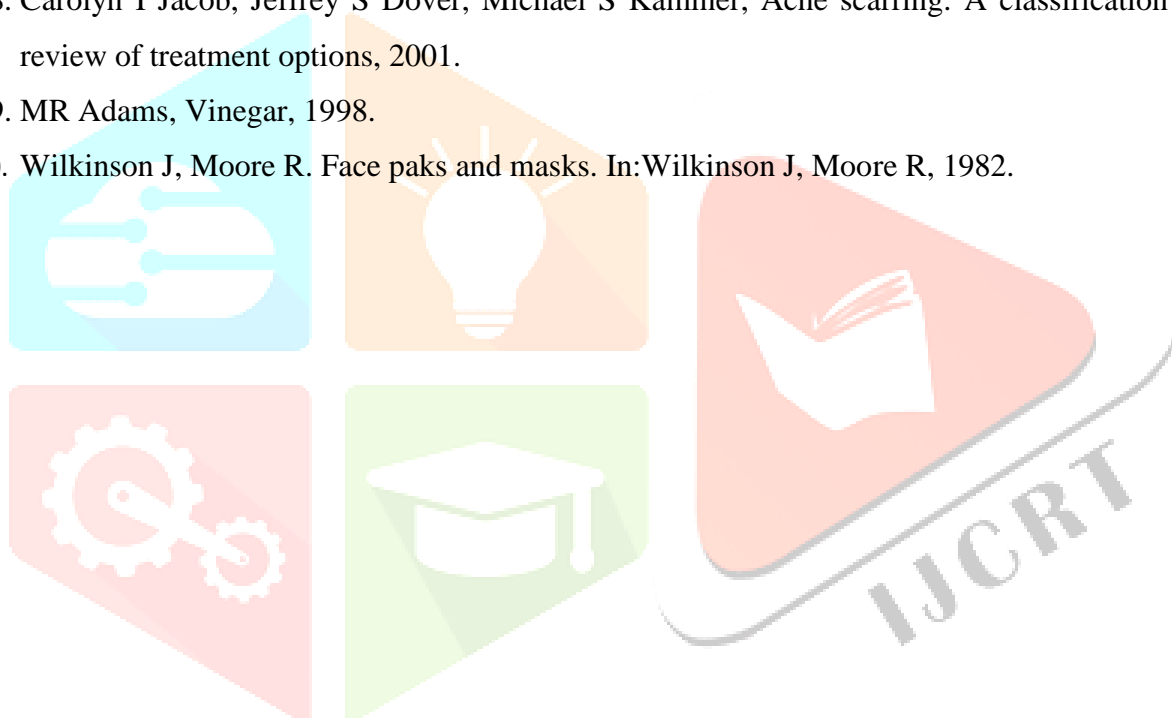 . Carolyn I Jacob, Jeffrey S Dover, Michael S Kaminer, Acne scarring: A classification
review of treatment options, 2001.
. MR Adams, Vinegar, 1998.
. Wilkinson J, Moore R. Face paks and masks. In:Wilkinson J, Moore R, 1982.
IJCRT